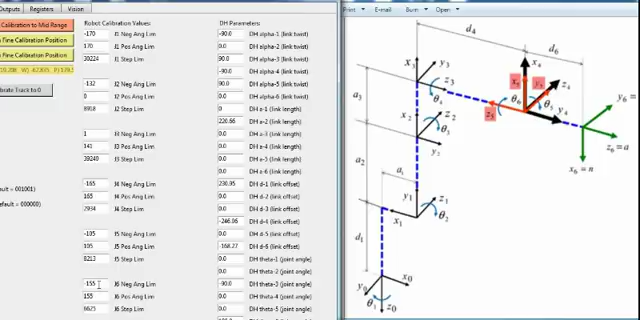 Outputs Registers Vision
Calibration to Mid Range
Fine Calibration Position
Fine Calibration Position
brate Track to 0
fault = 001001)
efault = 000000)
Robot Calibration Values:
-170 J1 Neg Ang Lim
170 J1 Pos Ang Lim
J1 Step Lim
-132 J2 Neg Ang Lim
0 J2 Pos Ang Lim
J2 Step Lim
1 J3 Neg Ang Lim
141 J3 Pos Ang Lim
J3 Step Lim
-165 J4 Neg Ang Lim
165 J4 Pos Ang Lim
J4 Step Lim
-105 J5 Neg Ang Lim
105 J5 Pos Ang Lim
J5 Step Lim
-155 J6 Neg Ang Lim
155 J6 Pos Ang Lim
J6 Step Lim
DH Parameters
-90.0 DH alpha-1 (link twist)
0.0 DH alpha-2 (link twist)
90.0 DH alpha-3 (link twist)
-90.0 DH alpha-4 (link twist)
90.0 DH alpha-5 (link twist)
0.0 DH alpha-6 (link twist)
DH a-1 (link length)
DH a-2 (link length)
0.0 DH a-3 (link length)
0.0 DH a-4 (link length)
0.0 DH a-5 (link length)
0.0 DH a-6 (link length)
230.95 DH d-1 (link offset)
0.0 DH d-2 (link offset)
0.0 DH d-3 (link offset)
-246.06 DH d-4 (link offset)
0.0 DH d-5 (link offset)
DH d-6 (link offset)
0.0 DH theta-1 (joint angle)
0.0 DH theta-2 (joint angle)
-90.0 DH theta-3 (joint angle)
0.0 DH theta-4 (joint angle)
0.0 DH theta-5 (joint angle)
Print E-mail Burn Open
d4
d6
x3 y3 z3 θ4
x4 z4 y4
x5 y5 z5 θ5 θ6
y6 =
z6 = a
x6 = n
a3
x2 z2 θ3
y2
a2
a1
y1 z1
x1 θ2
d1
x0
y0
θ1 z0